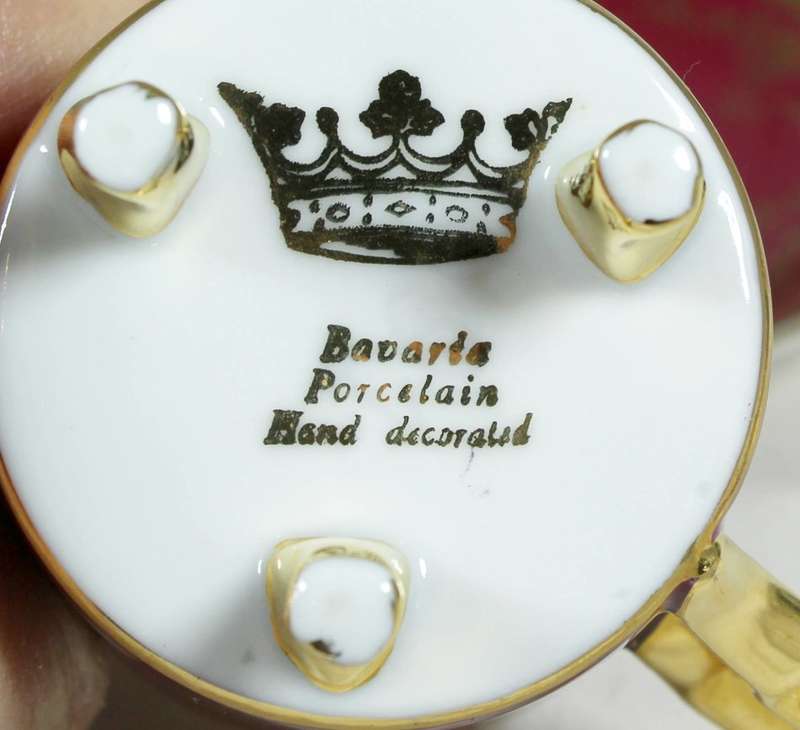 Bavaria
Porcelain
Hand decorated